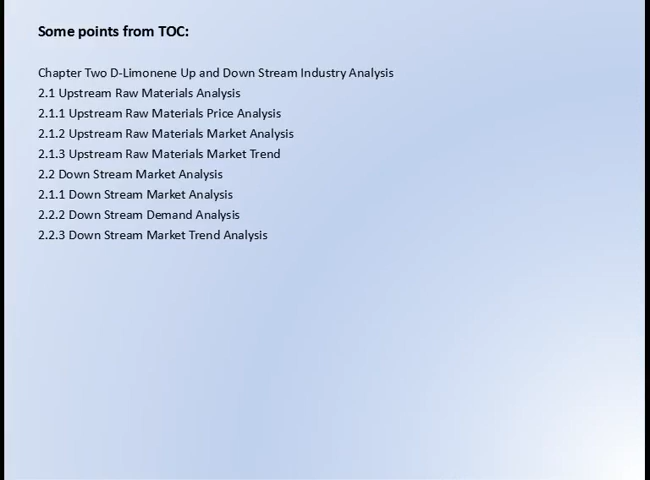 Some points from TOC:
Chapter Two D-Limonene Up and Down Stream Industry Analysis
2.1 Upstream Raw Materials Analysis
2.1.1 Upstream Raw Materials Price Analysis
2.1.2 Upstream Raw Materials Market Analysis
2.1.3 Upstream Raw Materials Market Trend
2.2 Down Stream Market Analysis
2.1.1 Down Stream Market Analysis
2.2.2 Down Stream Demand Analysis
2.2.3 Down Stream Market Trend Analysis